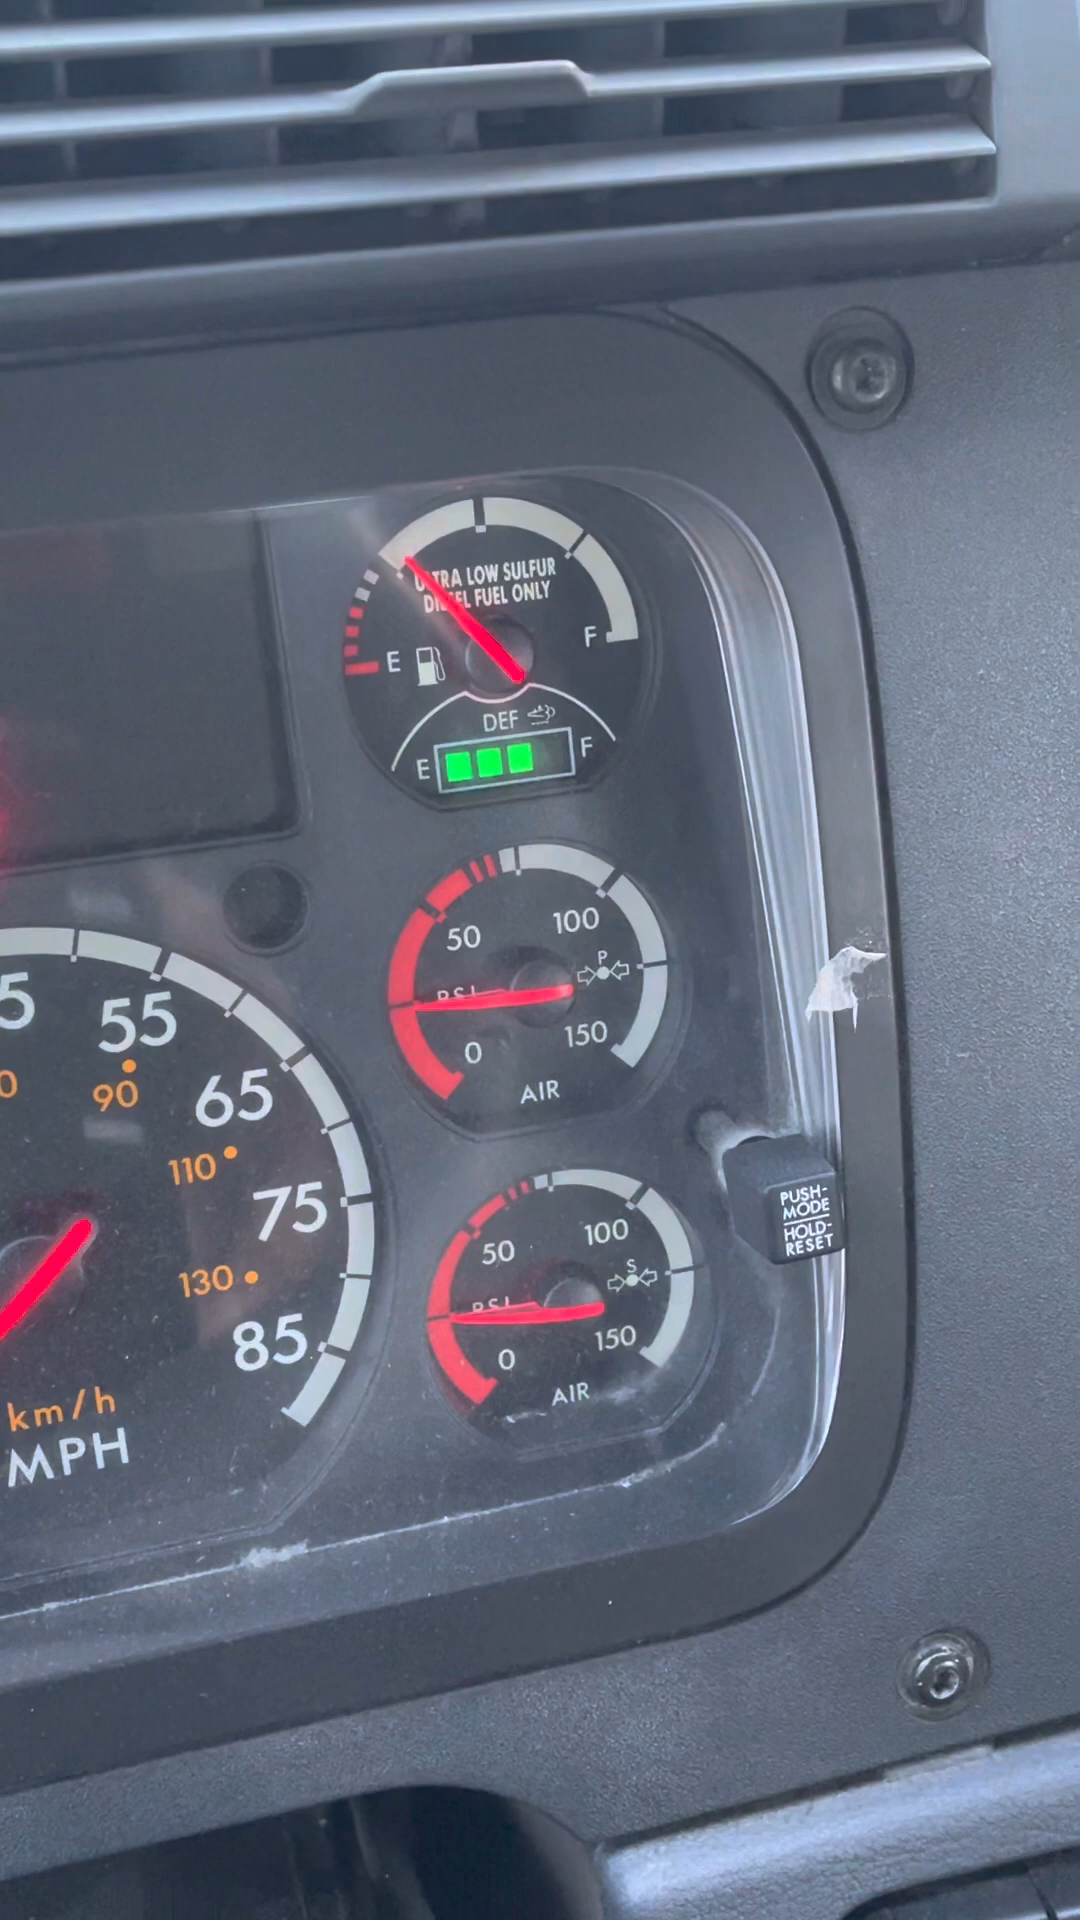 ULTRA LOW SULFUR
DIESEL FUEL ONLY
E
F
DEF
E
F
50
100
P
PSI
0
150
AIR
50
100
S
PSI
0
150
AIR
PUSH-
MODE
HOLD-
RESET
5
55
0
90
65
110
75
130
85
km/h
MPH